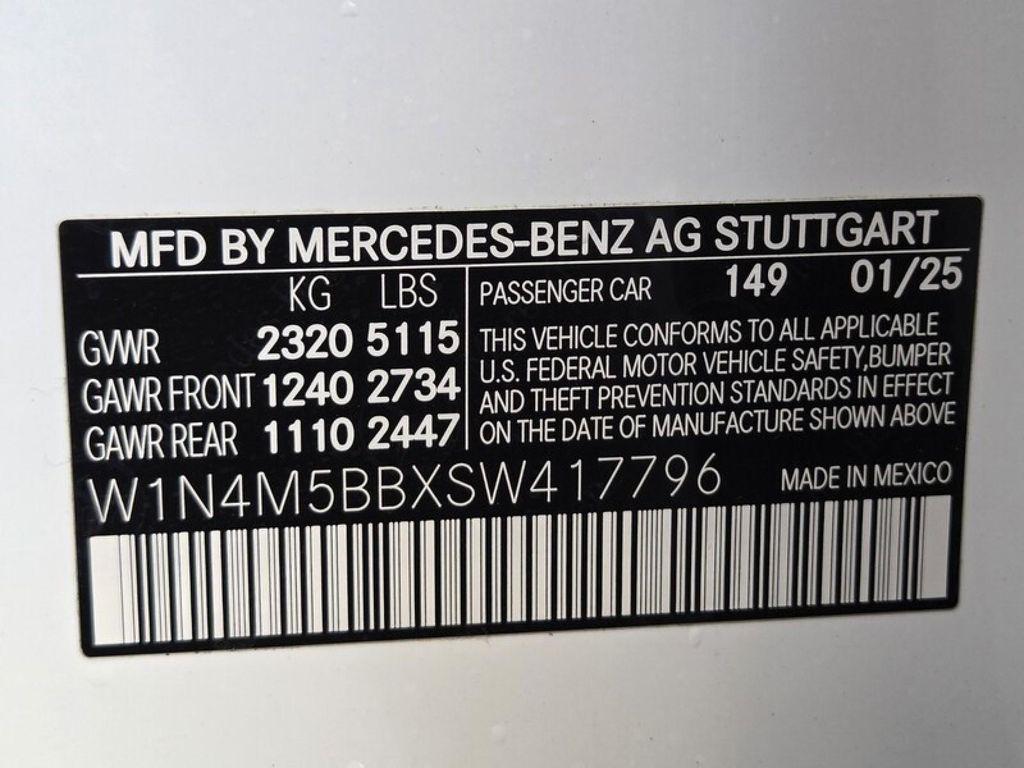 MFD BY MERCEDES-BENZ AG STUTTGART
KG LBS
GVWR 2320 5115
GAWR FRONT 1240 2734
GAWR REAR 1110 2447
PASSENGER CAR 149 01/25
THIS VEHICLE CONFORMS TO ALL APPLICABLE
U.S. FEDERAL MOTOR VEHICLE SAFETY,BUMPER
AND THEFT PREVENTION STANDARDS IN EFFECT
ON THE DATE OF MANUFACTURE SHOWN ABOVE
W1N4M5BBXSW417796 MADE IN MEXICO